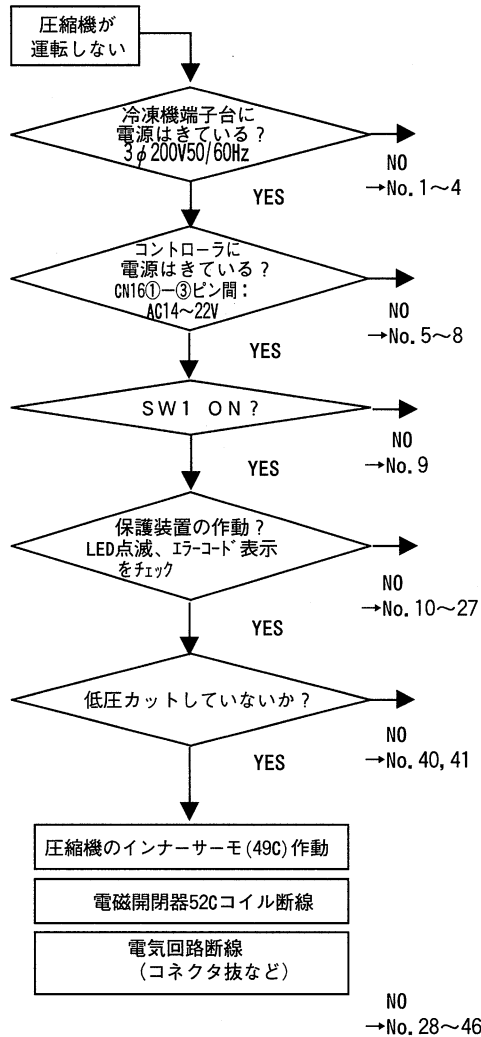 圧縮機が
運転しない
冷凍機端子台に
電源はきている？
3φ200V50/60Hz
NO
→No.1～4
YES
コントローラに
電源はきている？
CN16①－③ピン間：
AC14～22V
NO
→No.5～8
YES
SW1 ON？
NO
→No.9
YES
保護装置の作動？
LED点滅、ｴﾗｰｺｰﾄﾞ表示
をﾁｪｯｸ
NO
→No.10～27
YES
低圧カットしていないか？
NO
→No.40,41
YES
圧縮機のインナーサーモ(49C)作動
電磁開閉器52Cコイル断線
電気回路断線
（コネクタ抜など）
NO
→No.28～46